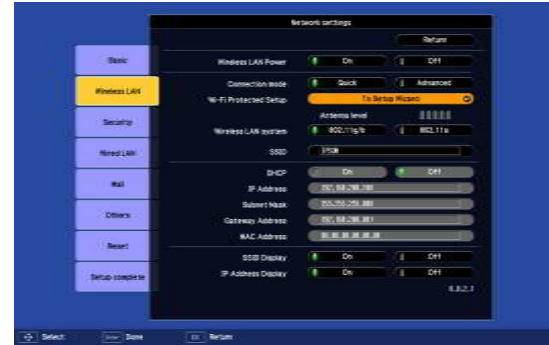 Network settings
Return
Basic
Wireless LAN
Security
Wired LAN
Mail
Others
Reset
Setup complete
Wireless LAN Power On Off
Connection mode Quick Advanced
Wi-Fi Protected Setup To Setup Wizard
Antenna level
Wireless LAN system 802.11g/b 802.11a
SSID EPSON
DHCP On Off
IP Address
Subnet Mask
Gateway Address
MAC Address
SSID Display On Off
IP Address Display On Off
Select Done Return